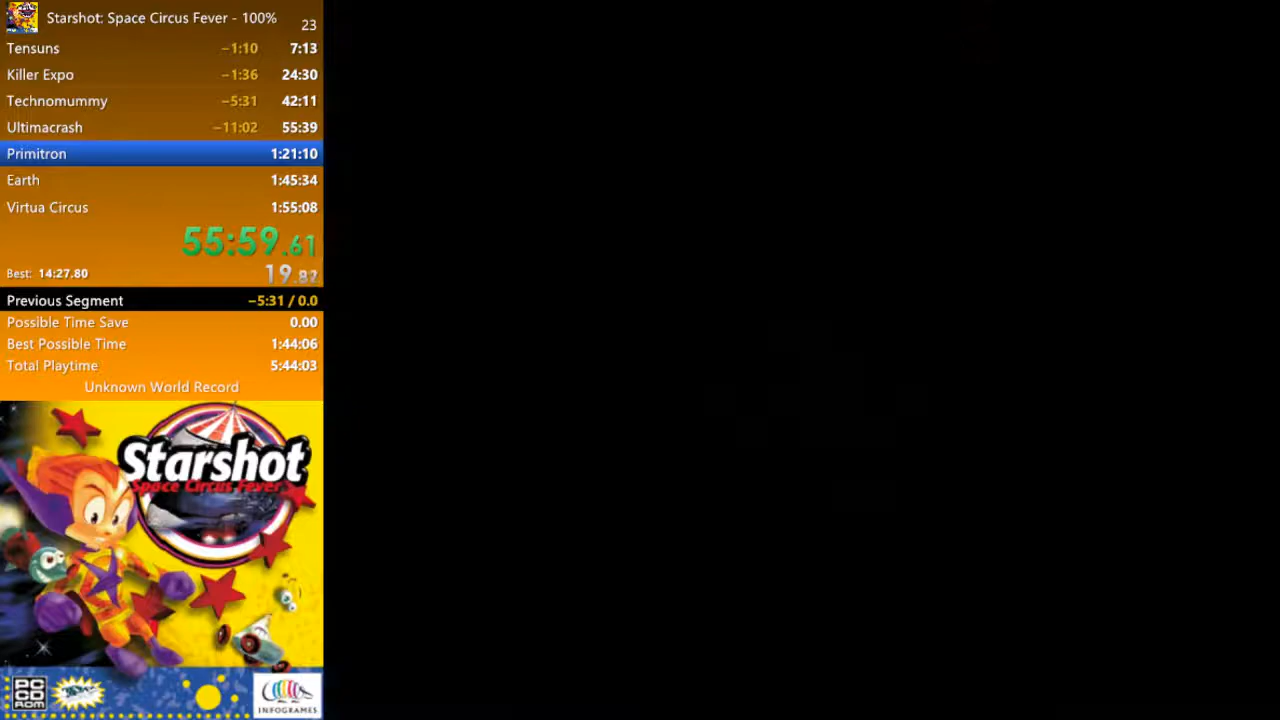 Starshot: Space Circus Fever - 100%
23
Tensuns −1:10 7:13
Killer Expo −1:36 24:30
Technomummy −5:31 42:11
Ultimacrash −11:02 55:39
Primitron 1:21:10
Earth 1:45:34
Virtua Circus 1:55:08
55:59.61
Best: 14:27.80 19.82
Previous Segment −5:31 / 0.0
Possible Time Save 0.00
Best Possible Time 1:44:06
Total Playtime 5:44:03
Unknown World Record
Starshot
Space Circus Fever
PC
CD
ROM
INFOGRAMES